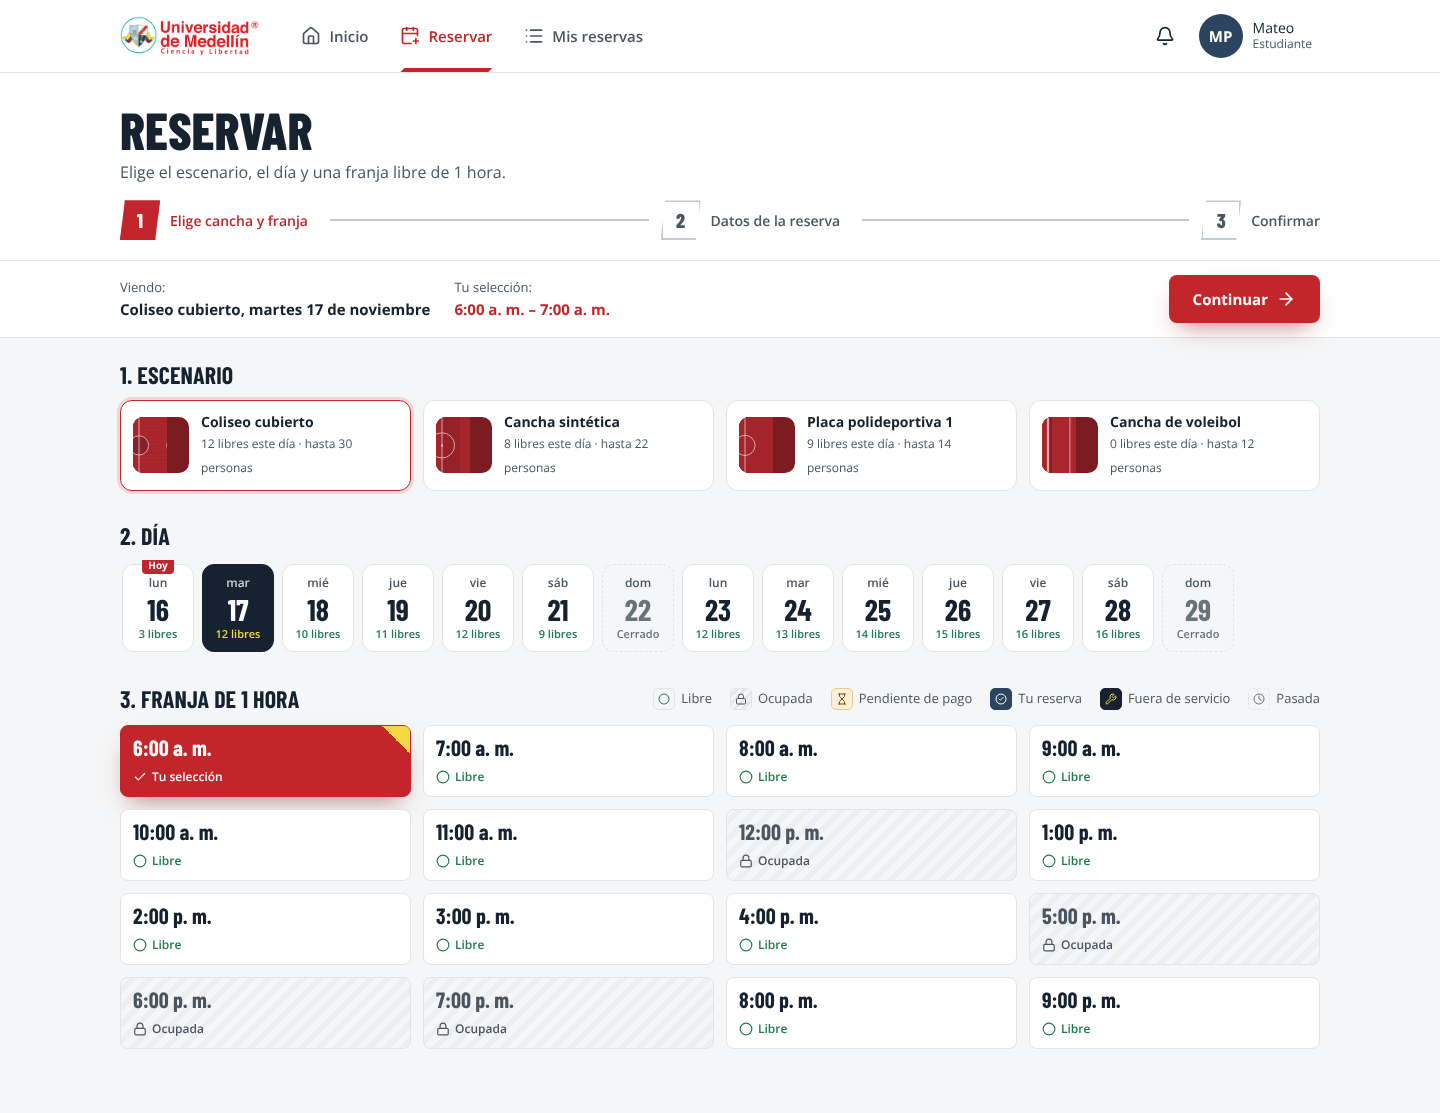 Universidad®
de Medellín
Ciencia y Libertad
Inicio
Reservar
Mis reservas
MP
Mateo
Estudiante
RESERVAR
Elige el escenario, el día y una franja libre de 1 hora.
1 Elige cancha y franja
2 Datos de la reserva
3 Confirmar
Viendo:
Coliseo cubierto, martes 17 de noviembre
Tu selección:
6:00 a. m. – 7:00 a. m.
Continuar
1. ESCENARIO
Coliseo cubierto
12 libres este día · hasta 30
personas
Cancha sintética
8 libres este día · hasta 22
personas
Placa polideportiva 1
9 libres este día · hasta 14
personas
Cancha de voleibol
0 libres este día · hasta 12
personas
2. DÍA
Hoy
lun
16
3 libres
mar
17
12 libres
mié
18
10 libres
jue
19
11 libres
vie
20
12 libres
sáb
21
9 libres
dom
22
Cerrado
lun
23
12 libres
mar
24
13 libres
mié
25
14 libres
jue
26
15 libres
vie
27
16 libres
sáb
28
16 libres
dom
29
Cerrado
3. FRANJA DE 1 HORA
Libre
Ocupada
Pendiente de pago
Tu reserva
Fuera de servicio
Pasada
6:00 a. m.
Tu selección
7:00 a. m.
Libre
8:00 a. m.
Libre
9:00 a. m.
Libre
10:00 a. m.
Libre
11:00 a. m.
Libre
12:00 p. m.
Ocupada
1:00 p. m.
Libre
2:00 p. m.
Libre
3:00 p. m.
Libre
4:00 p. m.
Libre
5:00 p. m.
Ocupada
6:00 p. m.
Ocupada
7:00 p. m.
Ocupada
8:00 p. m.
Libre
9:00 p. m.
Libre